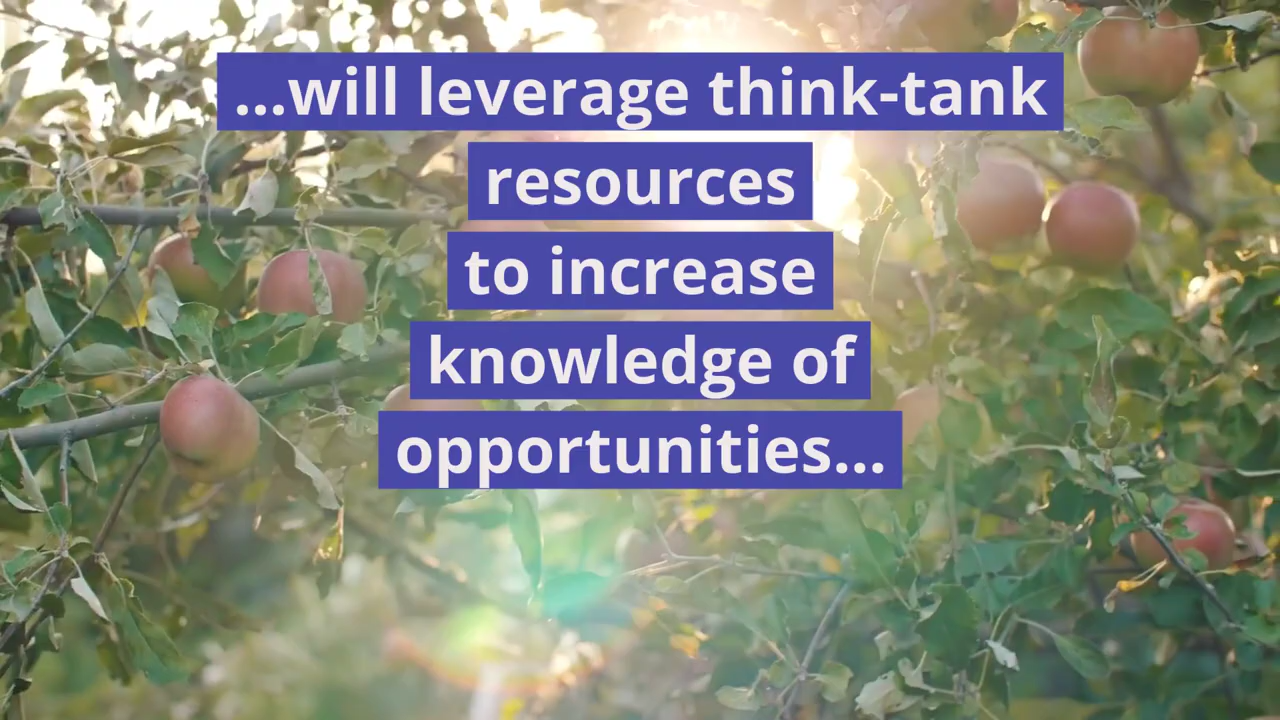 ...will leverage think-tank
resources
to increase
knowledge of
opportunities...